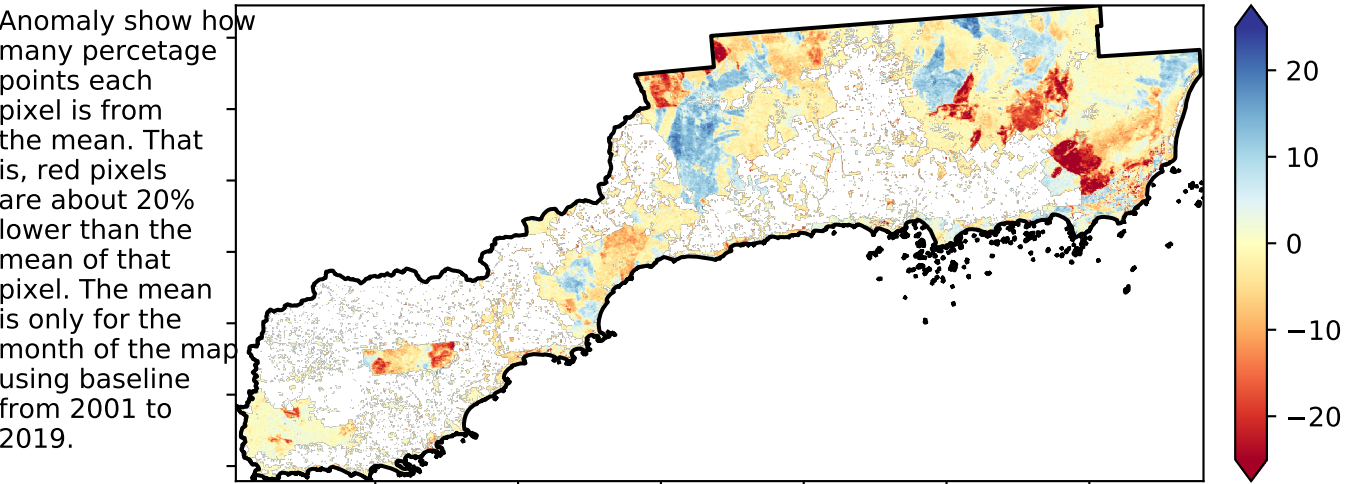 Anomaly show how
many percetage
points each
pixel is from
the mean. That
is, red pixels
are about 20%
lower than the
mean of that
pixel. The mean
is only for the
month of the map
using baseline
from 2001 to
2019.
20
10
0
−10
−20